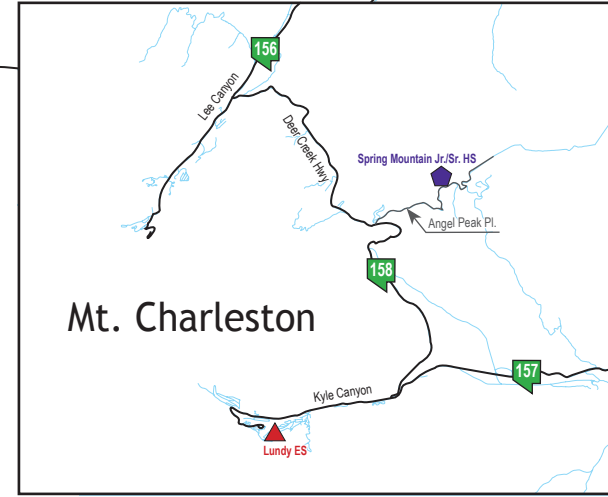 156
Lee Canyon
Deer Creek Hwy
Spring Mountain Jr./Sr. HS
Angel Peak Pl.
158
Mt. Charleston
157
Kyle Canyon
Lundy ES